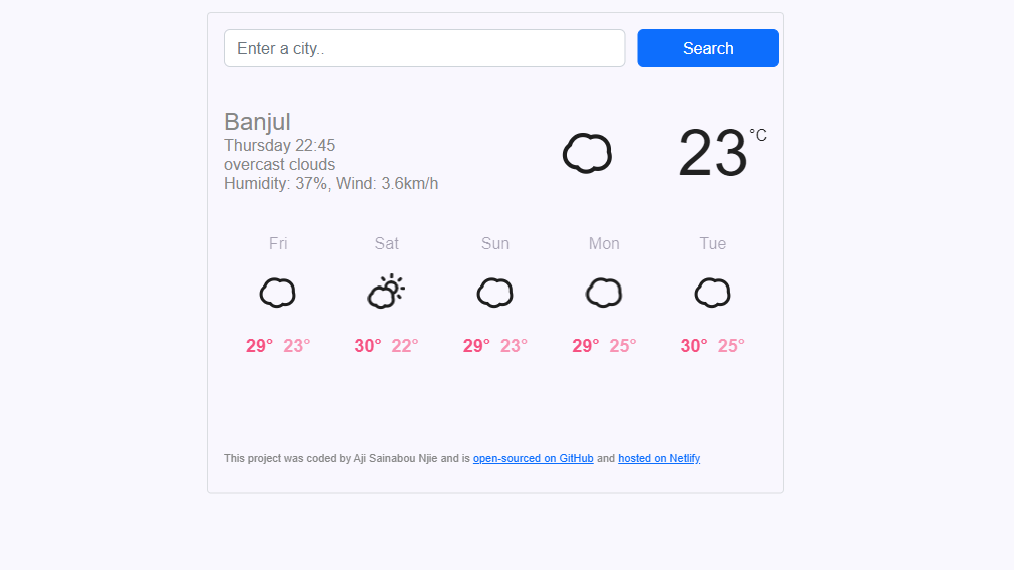 Enter a city..
Search
Banjul
Thursday 22:45
overcast clouds
Humidity: 37%, Wind: 3.6km/h
23°C
Fri Sat Sun Mon Tue
29° 23° 30° 22° 29° 23° 29° 25° 30° 25°
This project was coded by Aji Sainabou Njie and is open-sourced on GitHub and hosted on Netlify